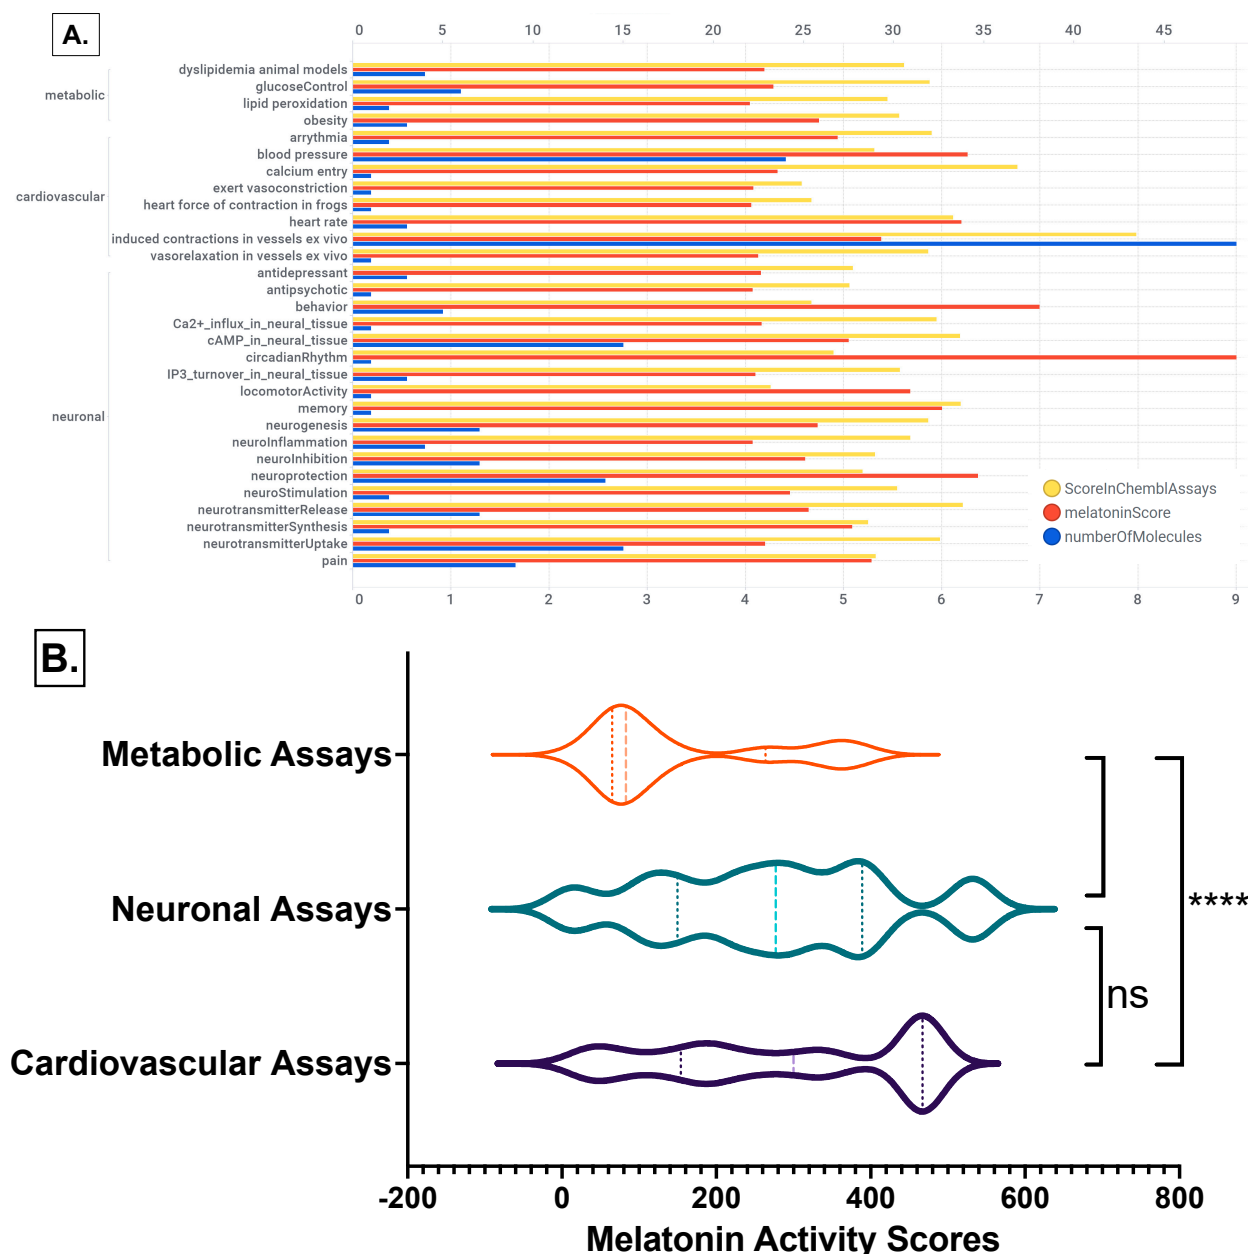 A.
0 5 10 15 20 25 30 35 40 45
metabolic
dyslipidemia animal models
glucoseControl
lipid peroxidation
obesity
cardiovascular
arrythmia
blood pressure
calcium entry
exert vasoconstriction
heart force of contraction in frogs
heart rate
induced contractions in vessels ex vivo
vasorelaxation in vessels ex vivo
neuronal
antidepressant
antipsychotic
behavior
Ca2+_influx_in_neural_tissue
cAMP_in_neural_tissue
circadianRhythm
IP3_turnover_in_neural_tissue
locomotorActivity
memory
neurogenesis
neuroInflammation
neuroInhibition
neuroprotection
neuroStimulation
neurotransmitterRelease
neurotransmitterSynthesis
neurotransmitterUptake
pain
ScoreInChemblAssays
melatoninScore
numberOfMolecules
0 1 2 3 4 5 6 7 8 9
B.
Metabolic Assays
Neuronal Assays
Cardiovascular Assays
****
ns
-200 0 200 400 600 800
Melatonin Activity Scores